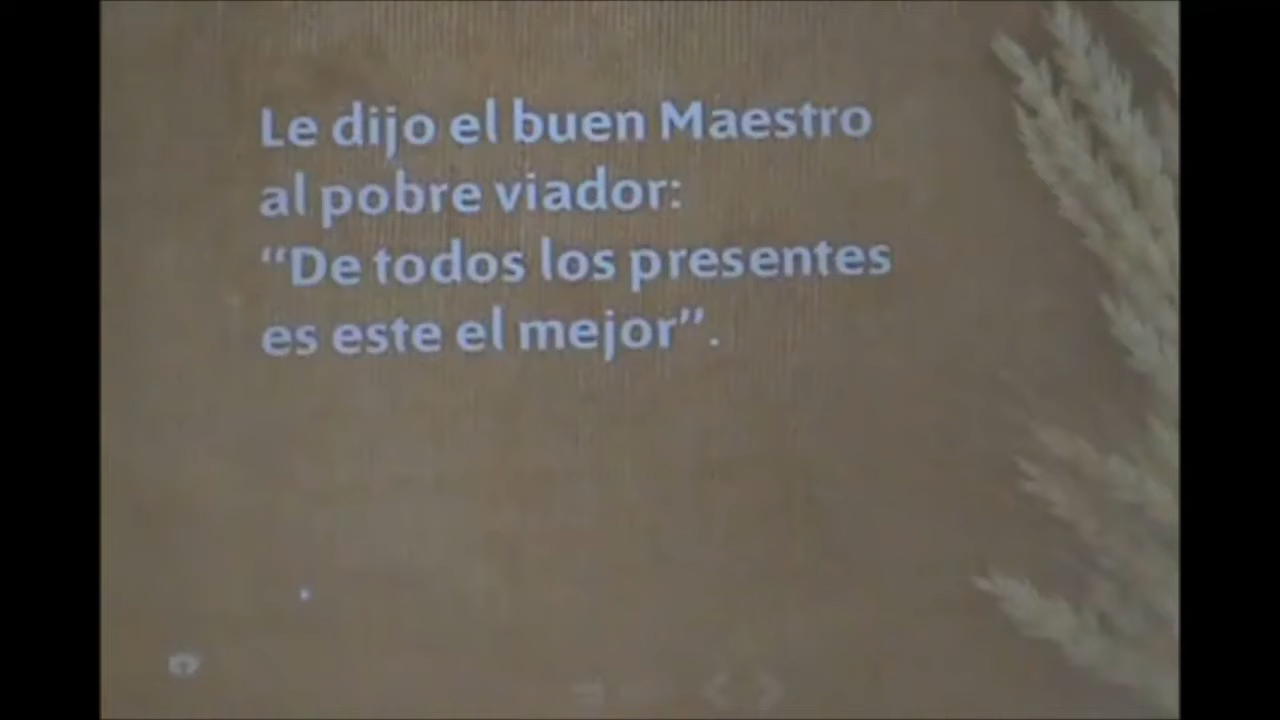 Le dijo el buen Maestro
al pobre viador:
“De todos los presentes
es este el mejor”.